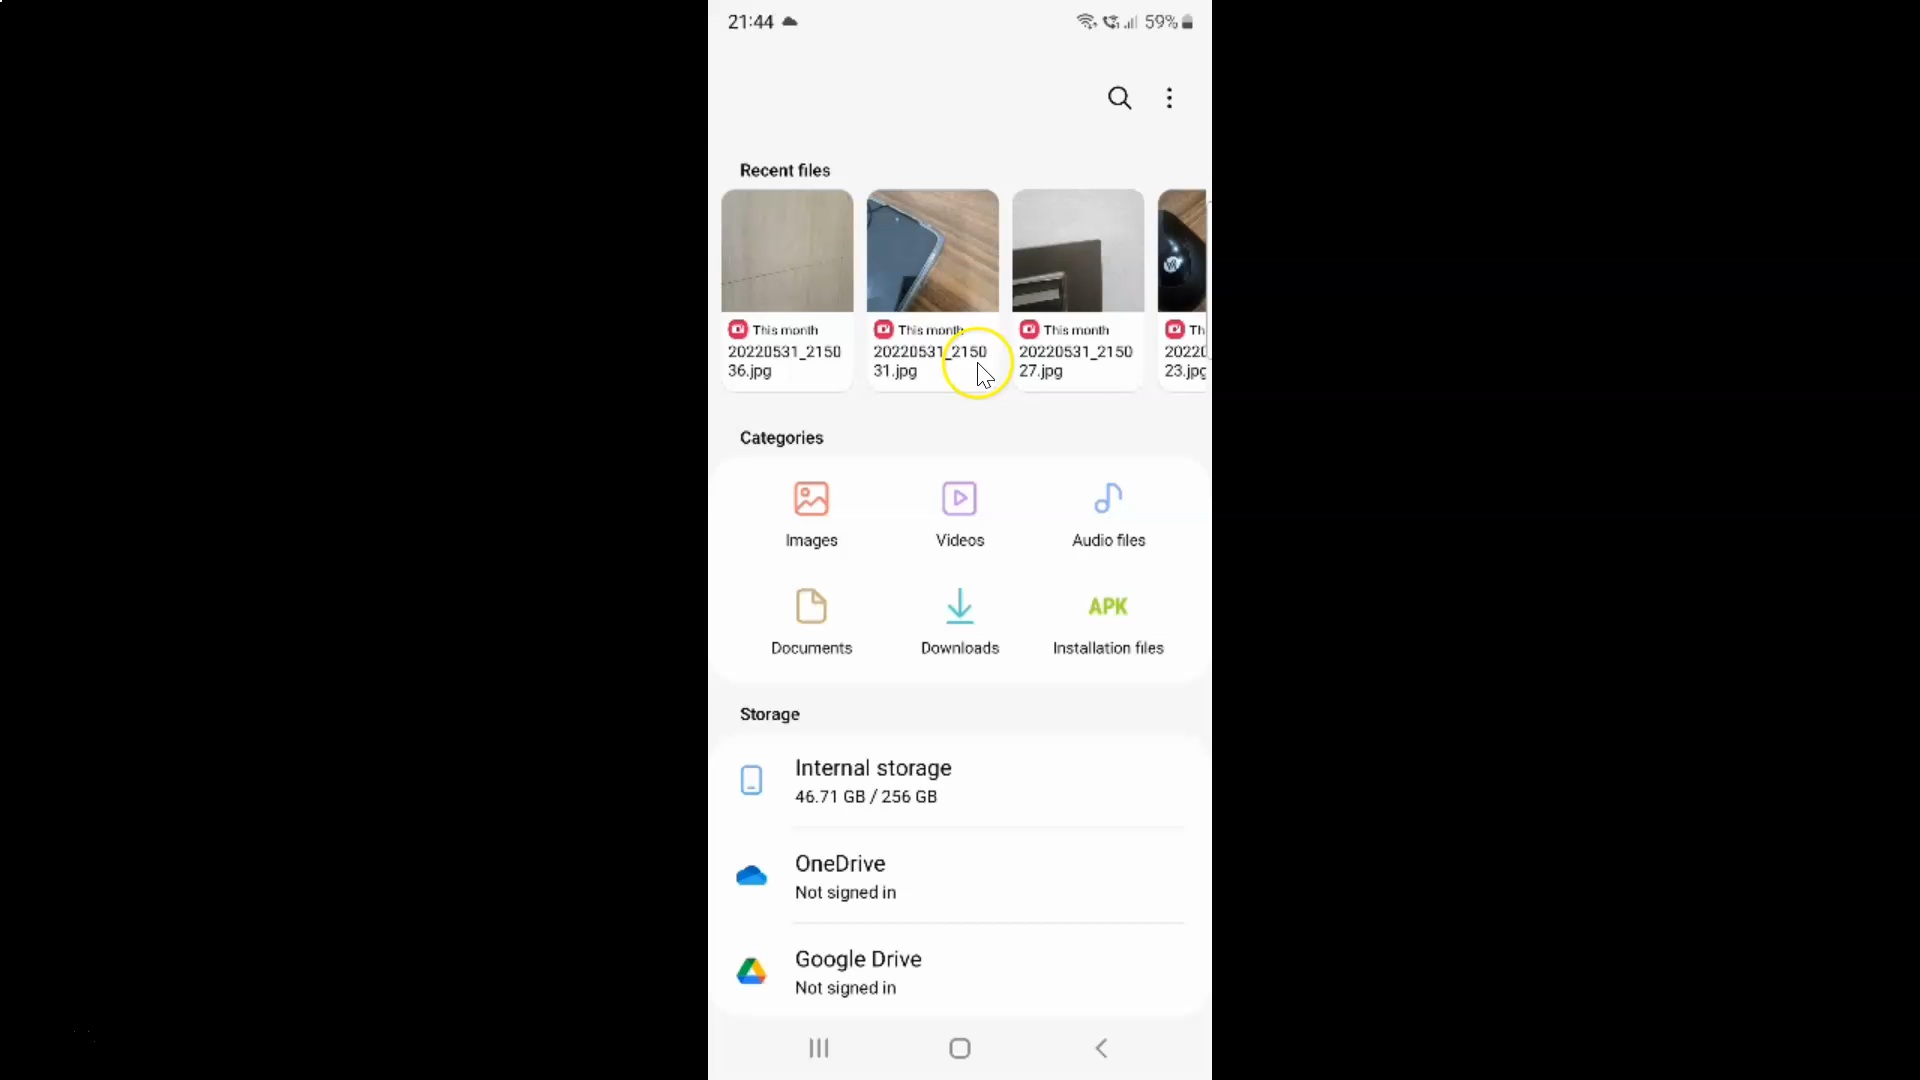 21:44
59%
Recent files
This month
20220531_2150
36.jpg
This month
20220531_2150
31.jpg
This month
20220531_2150
27.jpg
Th
2022
23.jpg
Categories
Images
Videos
Audio files
Documents
Downloads
APK
Installation files
Storage
Internal storage
46.71 GB / 256 GB
OneDrive
Not signed in
Google Drive
Not signed in